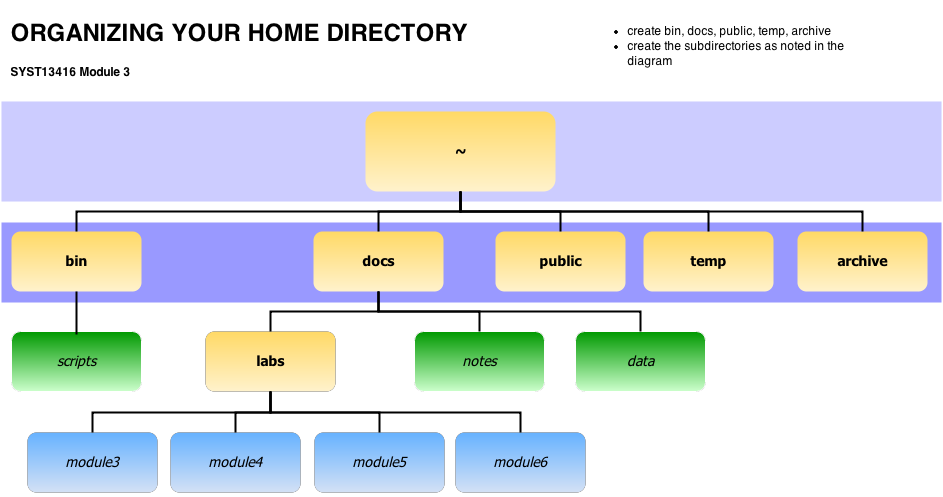 ORGANIZING YOUR HOME DIRECTORY
SYST13416 Module 3
• create bin, docs, public, temp, archive
• create the subdirectories as noted in the
diagram
~
bin
docs
public
temp
archive
scripts
labs
notes
data
module3
module4
module5
module6